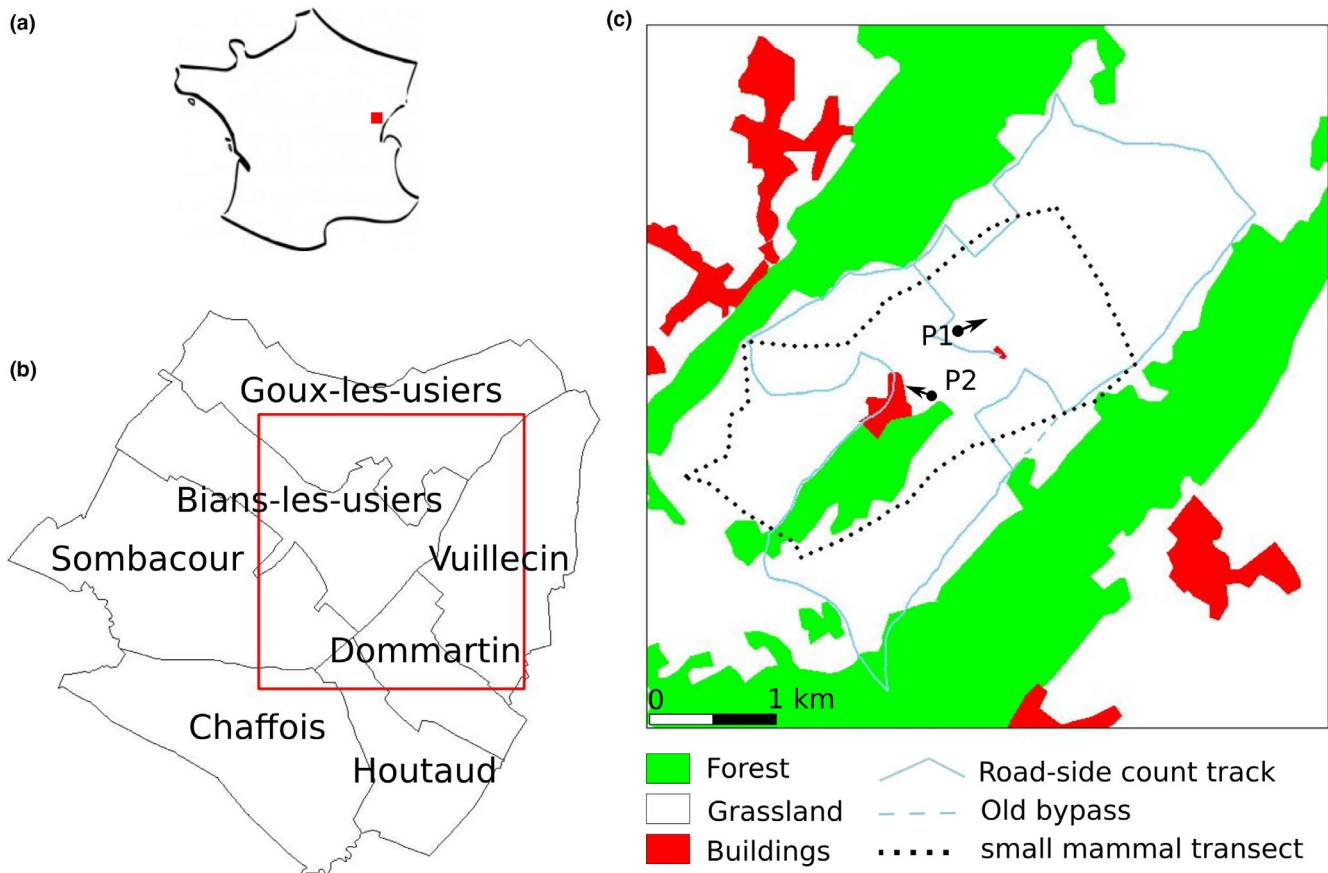 (a)
(b)
Goux-les-usiers
Bians-les-usiers
Sombacour
Vuillecin
Dommartin
Chaffois
Houtaud
(c)
P1
P2
0 1 km
Forest
Grassland
Buildings
Road-side count track
Old bypass
small mammal transect